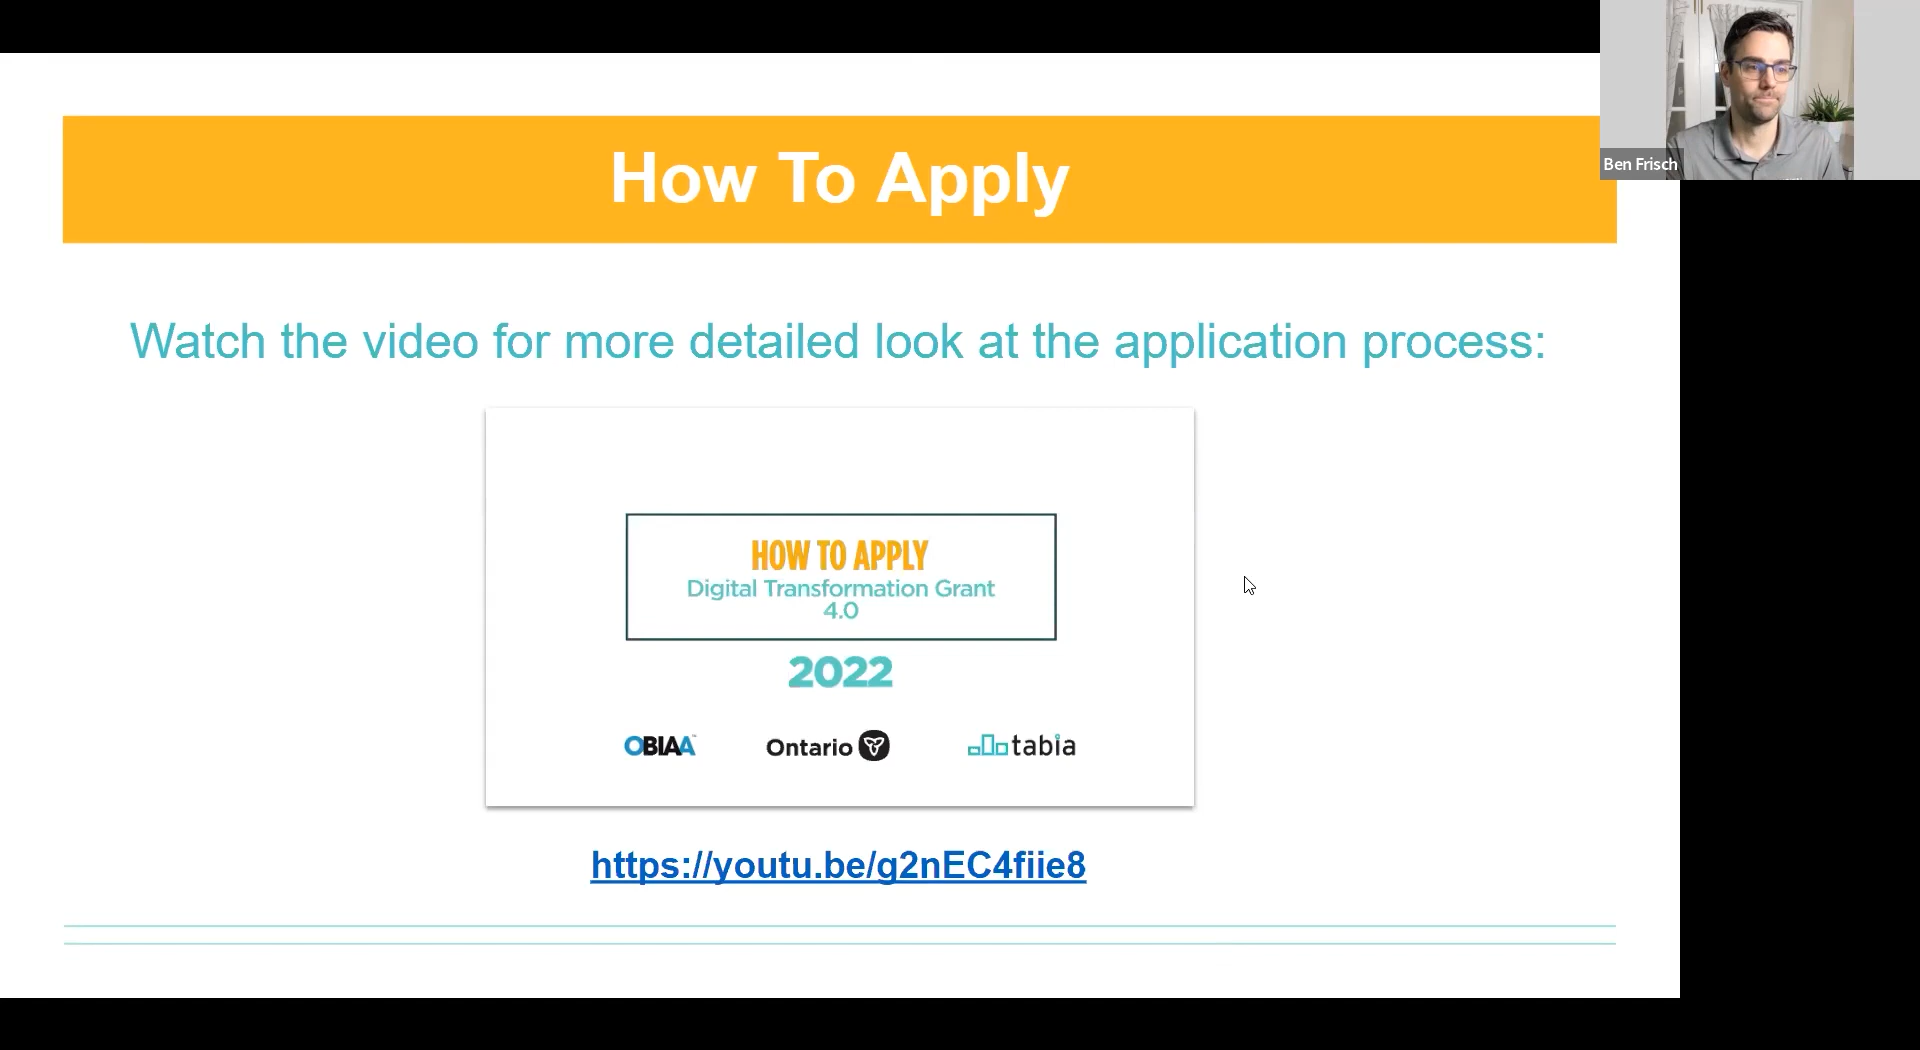 How To Apply
Ben Frisch
Watch the video for more detailed look at the application process:
HOW TO APPLY
Digital Transformation Grant
4.0
2022
OBIAA
Ontario
tabia
https://youtu.be/g2nEC4fiie8